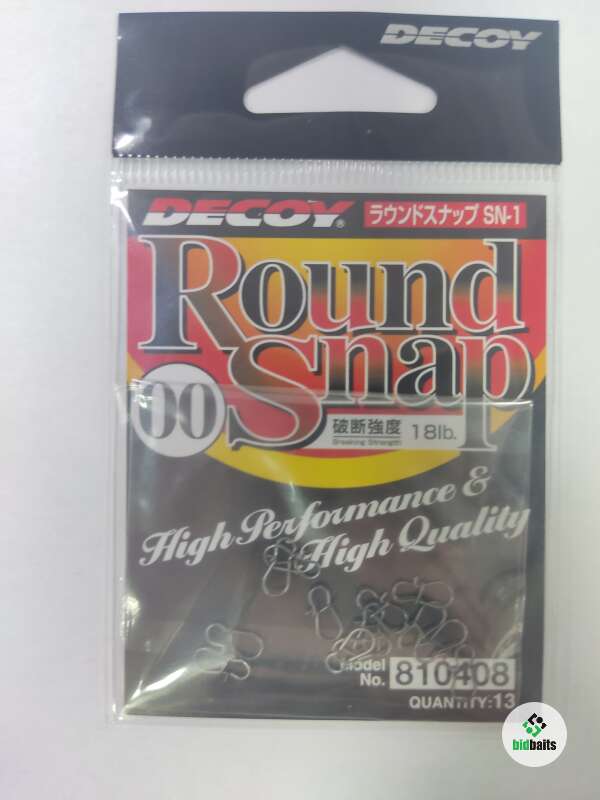 DECOY
DECOY®
ラウンドスナップ SN-1
Round
Snap
00
破断強度 18lb.
Breaking Strength
High Performance &
High Quality
Model
No. 810408
QUANTITY:13
bidbaits